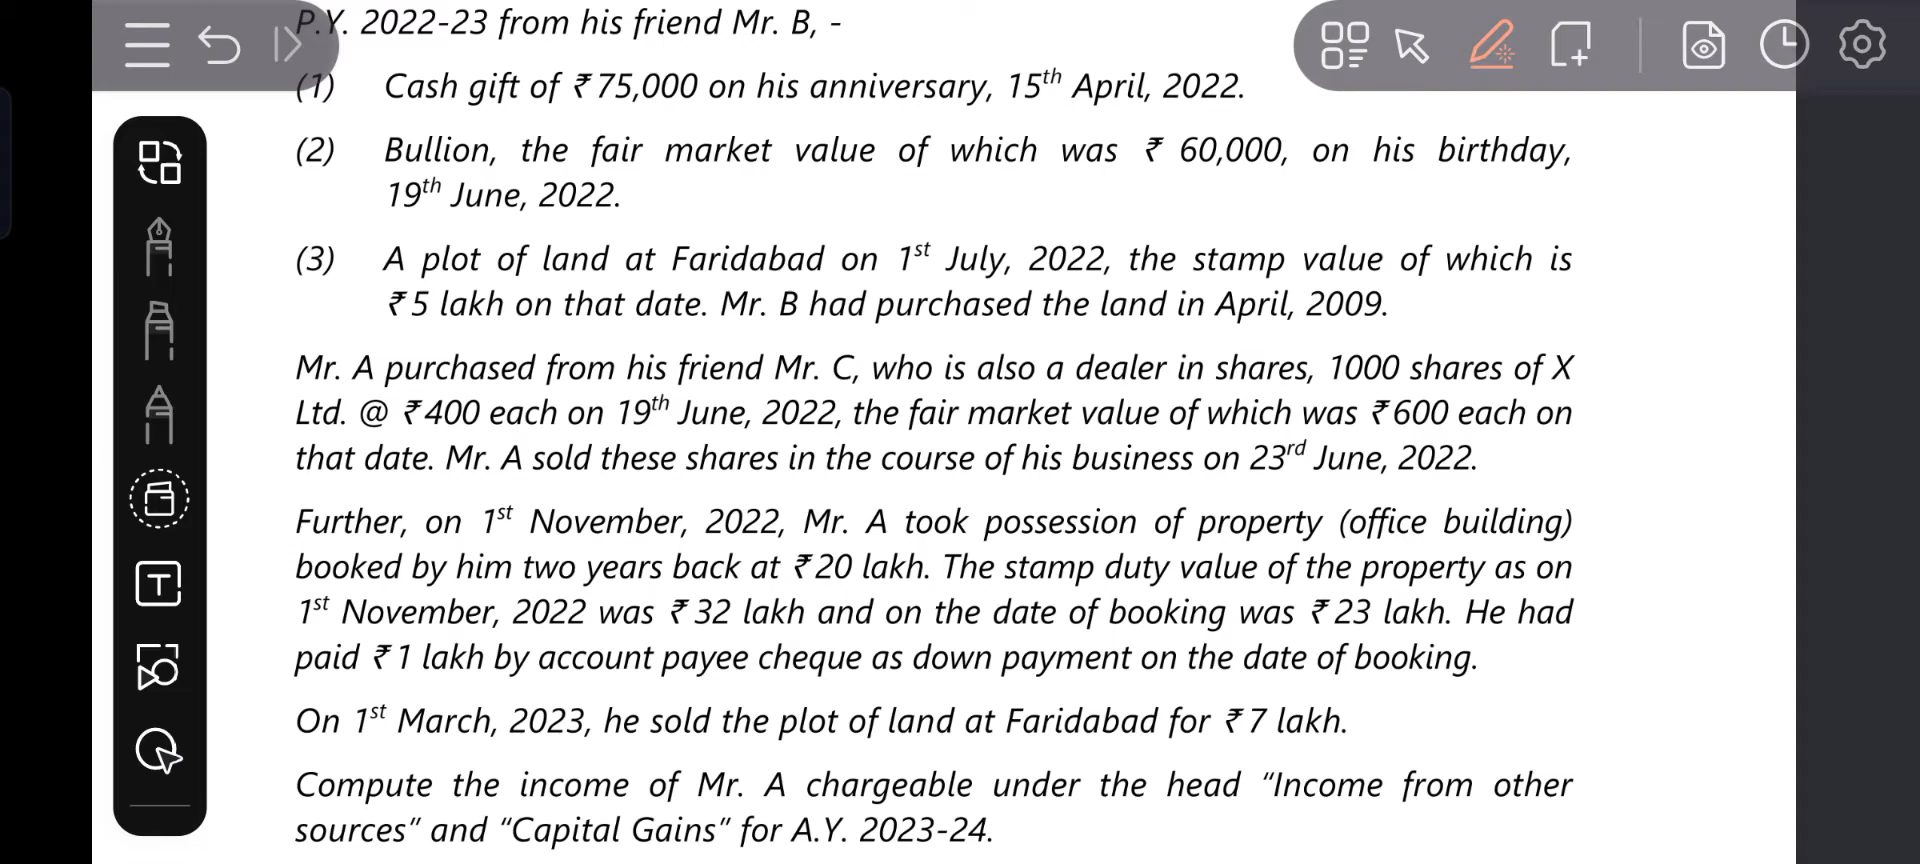 P.Y. 2022-23 from his friend Mr. B, -
(1) Cash gift of ₹75,000 on his anniversary, 15th April, 2022.
(2) Bullion, the fair market value of which was ₹ 60,000, on his birthday,
19th June, 2022.
(3) A plot of land at Faridabad on 1st July, 2022, the stamp value of which is
₹5 lakh on that date. Mr. B had purchased the land in April, 2009.
Mr. A purchased from his friend Mr. C, who is also a dealer in shares, 1000 shares of X
Ltd. @ ₹400 each on 19th June, 2022, the fair market value of which was ₹600 each on
that date. Mr. A sold these shares in the course of his business on 23rd June, 2022.
Further, on 1st November, 2022, Mr. A took possession of property (office building)
booked by him two years back at ₹20 lakh. The stamp duty value of the property as on
1st November, 2022 was ₹32 lakh and on the date of booking was ₹23 lakh. He had
paid ₹1 lakh by account payee cheque as down payment on the date of booking.
On 1st March, 2023, he sold the plot of land at Faridabad for ₹7 lakh.
Compute the income of Mr. A chargeable under the head “Income from other
sources” and “Capital Gains” for A.Y. 2023-24.